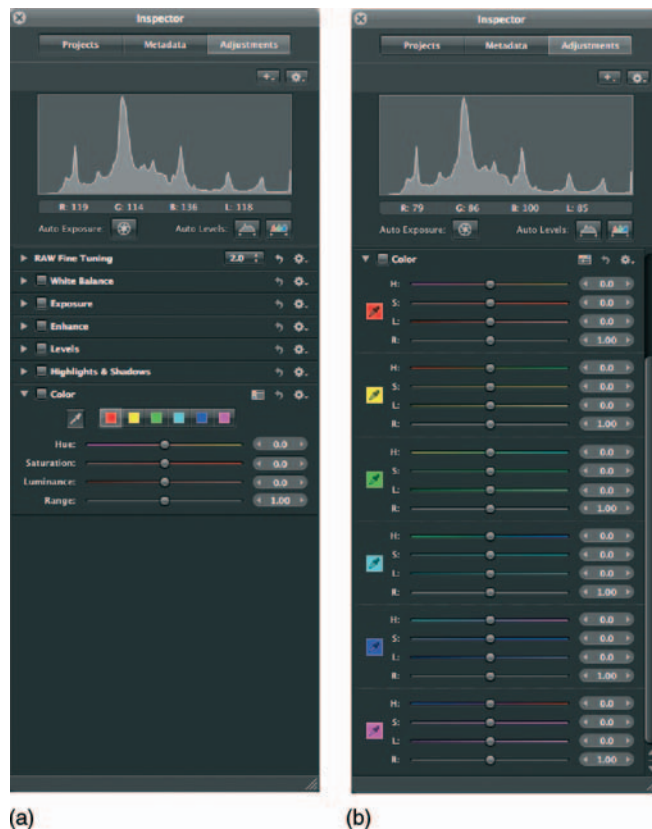 Inspector
Projects Metadata Adjustments
R: 119 G: 114 B: 136 L: 118
Auto Exposure: Auto Levels:
RAW Fine Tuning 2.0
White Balance
Exposure
Enhance
Levels
Highlights & Shadows
Color
Hue: 0.0
Saturation: 0.0
Luminance: 0.0
Range: 1.00
(a)
Inspector
Projects Metadata Adjustments
R: 79 G: 86 B: 100 L: 85
Auto Exposure: Auto Levels:
Color
H: 0.0
S: 0.0
L: 0.0
R: 1.00
H: 0.0
S: 0.0
L: 0.0
R: 1.00
H: 0.0
S: 0.0
L: 0.0
R: 1.00
H: 0.0
S: 0.0
L: 0.0
R: 1.00
H: 0.0
S: 0.0
L: 0.0
R: 1.00
H: 0.0
S: 0.0
L: 0.0
R: 1.00
(b)